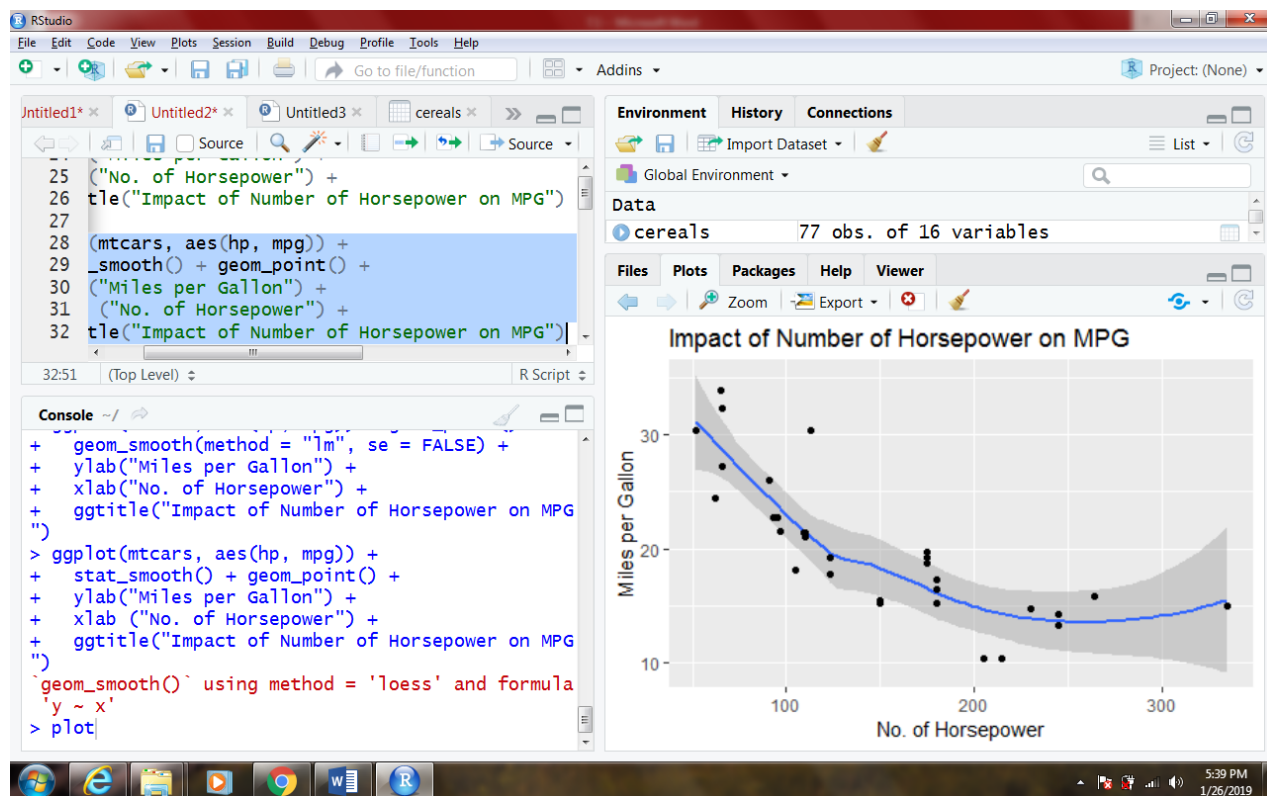 RStudio
File Edit Code View Plots Session Build Debug Profile Tools Help
Go to file/function
Addins
Project: (None)
Untitled1*
Untitled2*
Untitled3
cereals
Source
Source
25 ("No. of Horsepower") +
26 tle("Impact of Number of Horsepower on MPG")
27
28 (mtcars, aes(hp, mpg)) +
29 _smooth() + geom_point() +
30 ("Miles per Gallon") +
31 ("No. of Horsepower") +
32 tle("Impact of Number of Horsepower on MPG")
32:51 (Top Level) R Script
Console ~/
+ geom_smooth(method = "lm", se = FALSE) +
+ ylab("Miles per Gallon") +
+ xlab("No. of Horsepower") +
+ ggtitle("Impact of Number of Horsepower on MPG
")
> ggplot(mtcars, aes(hp, mpg)) +
+ stat_smooth() + geom_point() +
+ ylab("Miles per Gallon") +
+ xlab ("No. of Horsepower") +
+ ggtitle("Impact of Number of Horsepower on MPG
")
`geom_smooth()` using method = 'loess' and formula
'y ~ x'
> plot
Environment History Connections
Import Dataset
List
Global Environment
Data
cereals 77 obs. of 16 variables
Files Plots Packages Help Viewer
Zoom Export
Impact of Number of Horsepower on MPG
Miles per Gallon
30
20
10
100 200 300
No. of Horsepower
5:39 PM
1/26/2019